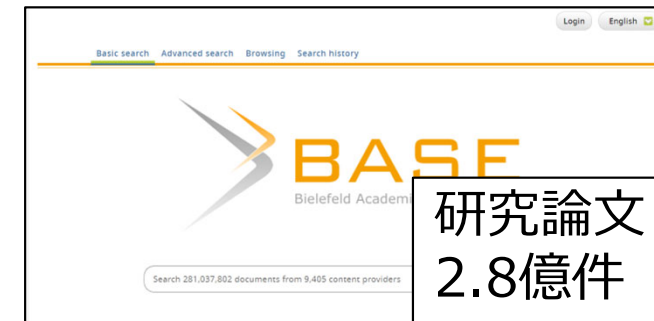 Login English
Basic search Advanced search Browsing Search history
BASE
Bielefeld Academi
Search 281,037,802 documents from 9,405 content providers
研究論文
2.8億件